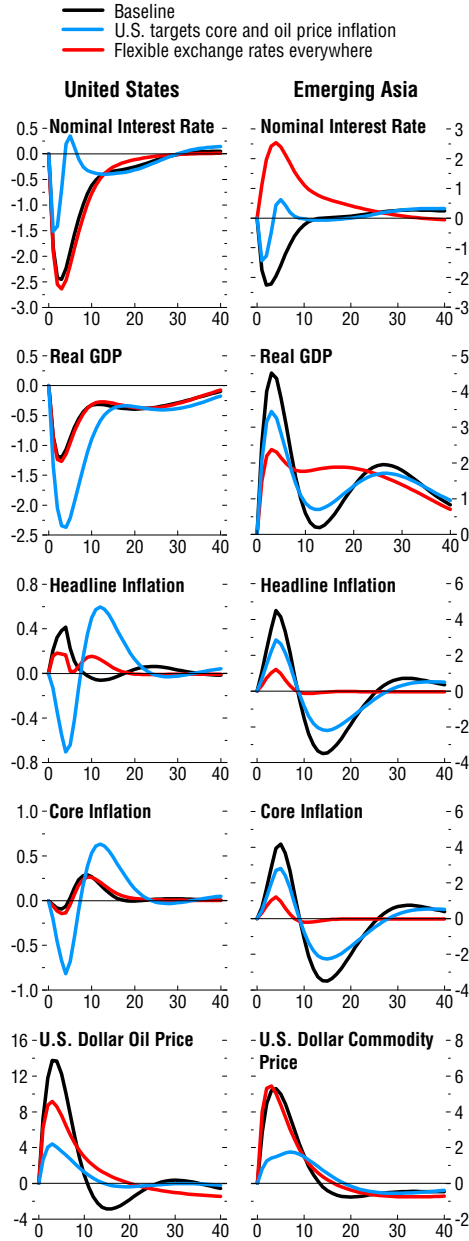 Baseline
U.S. targets core and oil price inflation
Flexible exchange rates everywhere
United States
Emerging Asia
Nominal Interest Rate
0.5
0.0
-0.5
-1.0
-1.5
-2.0
-2.5
-3.0
0 10 20 30 40
Nominal Interest Rate
3
2
1
0
-1
-2
-3
0 10 20 30 40
Real GDP
0.5
0.0
-0.5
-1.0
-1.5
-2.0
-2.5
0 10 20 30 40
Real GDP
5
4
3
2
1
0
0 10 20 30 40
Headline Inflation
0.8
0.4
0.0
-0.4
-0.8
0 10 20 30 40
Headline Inflation
6
4
2
0
-2
-4
0 10 20 30 40
Core Inflation
1.0
0.5
0.0
-0.5
-1.0
0 10 20 30 40
Core Inflation
6
4
2
0
-2
-4
0 10 20 30 40
U.S. Dollar Oil Price
16
12
8
4
0
-4
0 10 20 30 40
U.S. Dollar Commodity
Price
8
6
4
2
0
-2
0 10 20 30 40